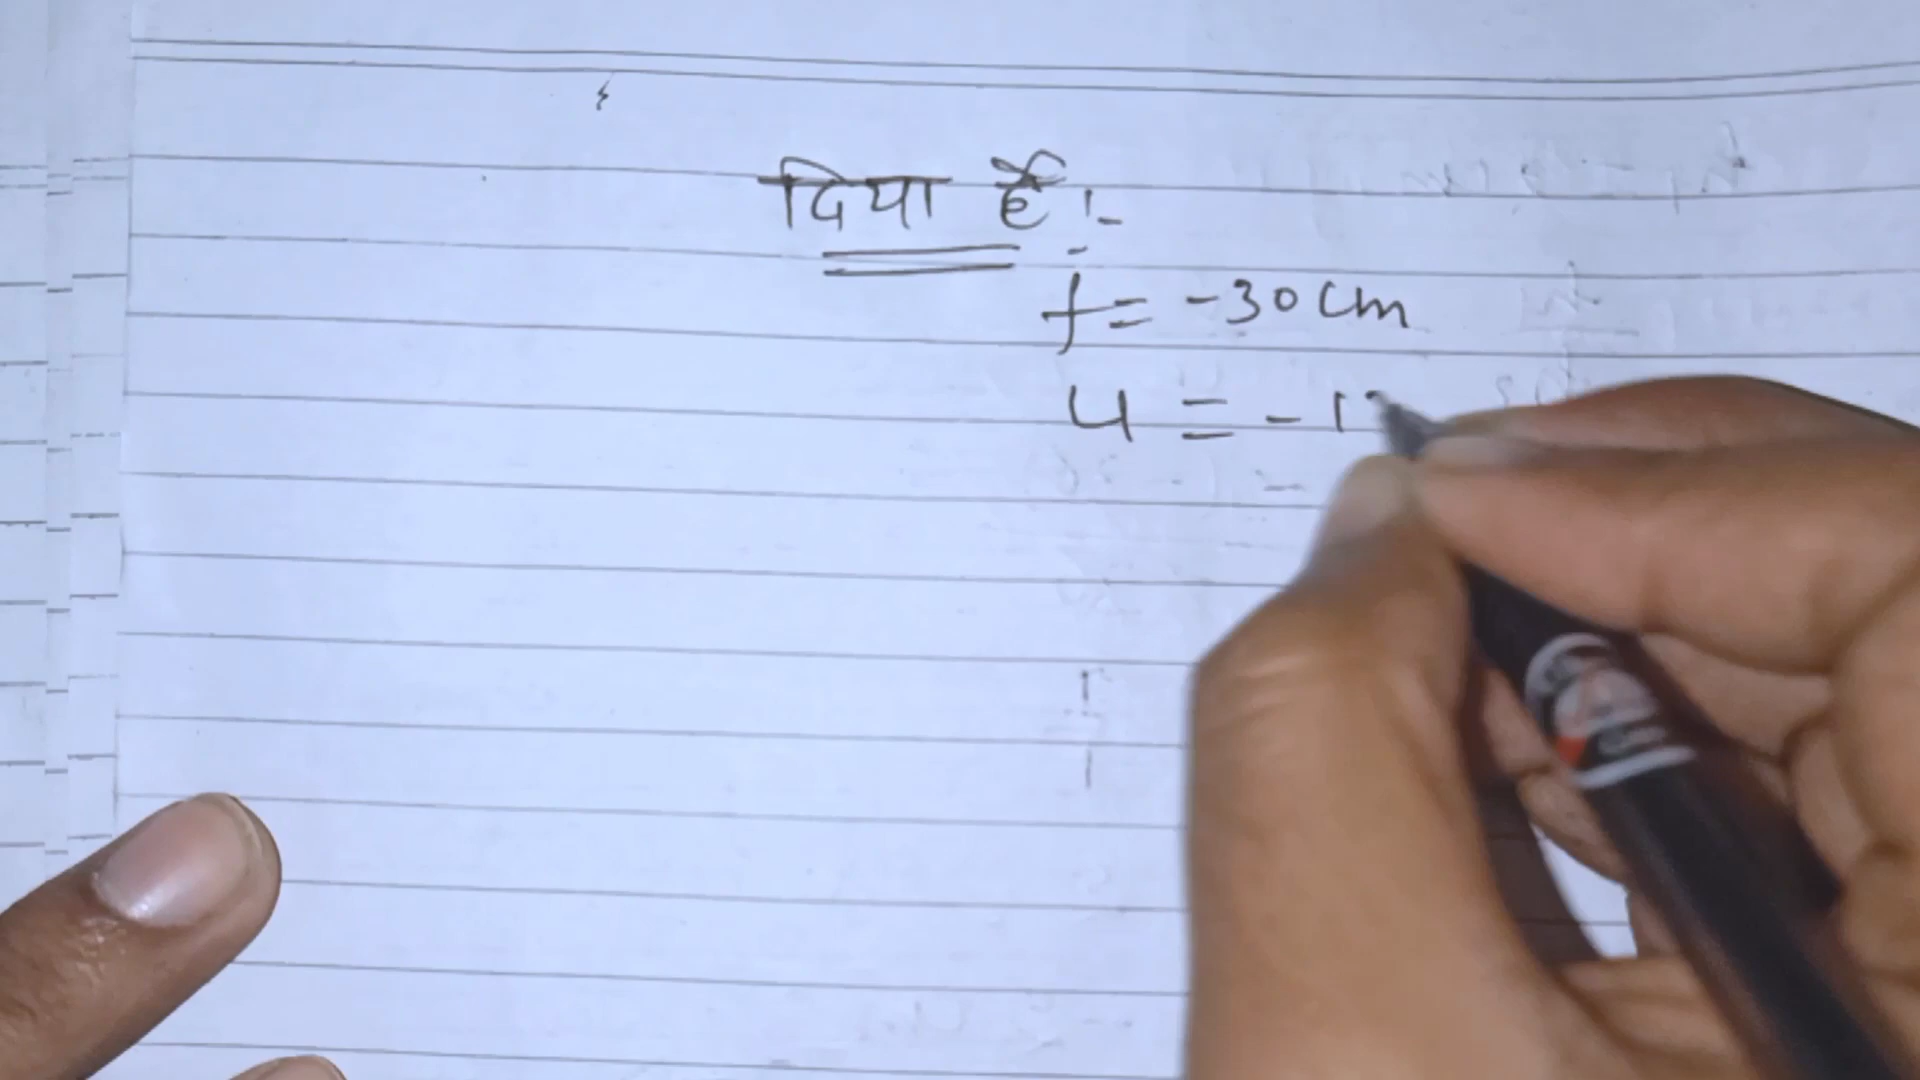 दिया है :-
f = -30 cm
u = -1